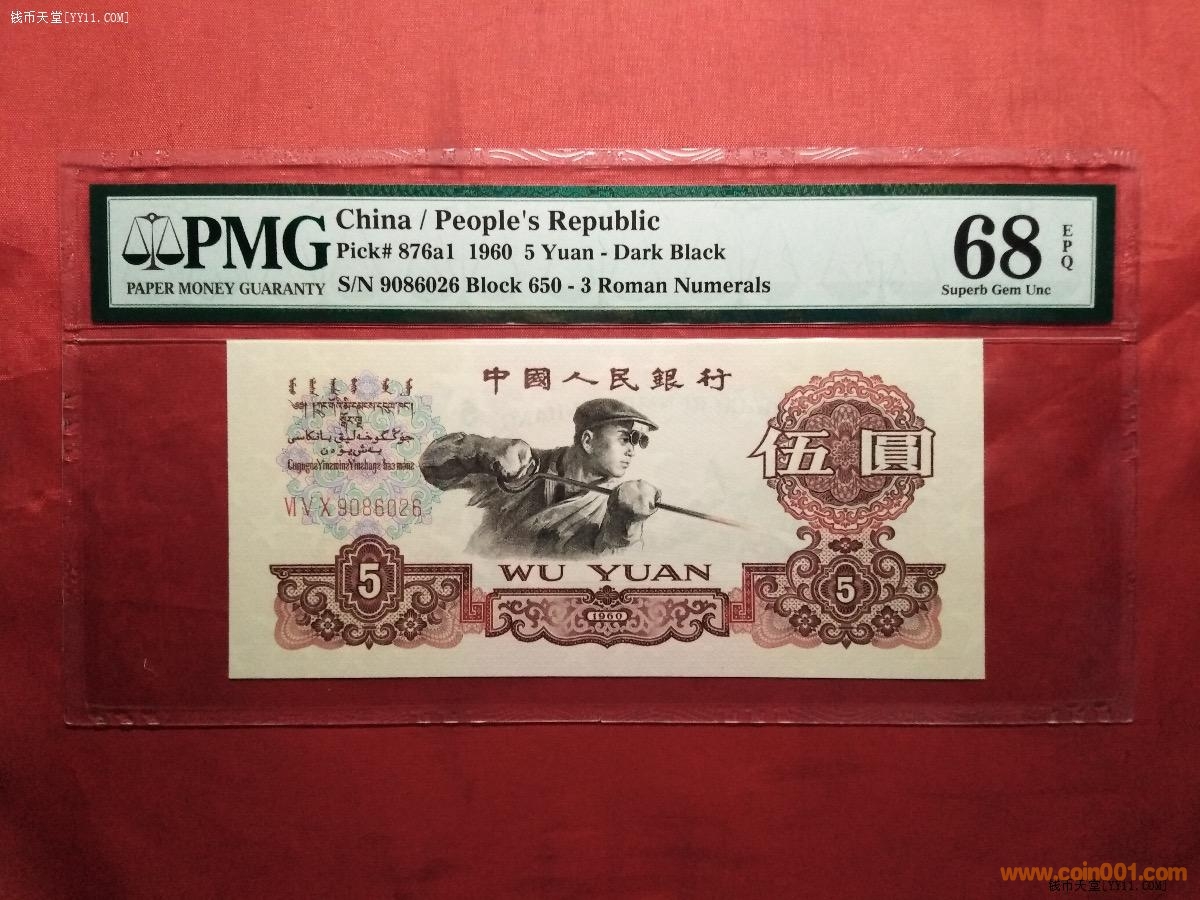 钱币天堂[YY11.COM]
PMG
PAPER MONEY GUARANTY
China / People's Republic
Pick# 876a1 1960 5 Yuan - Dark Black
S/N 9086026 Block 650 - 3 Roman Numerals
68
EPQ
Superb Gem Unc
中國人民銀行
伍圓
VI V X 9086026
5
WU YUAN
1960
5
www.coin001.com
钱币天堂[YY11.COM]